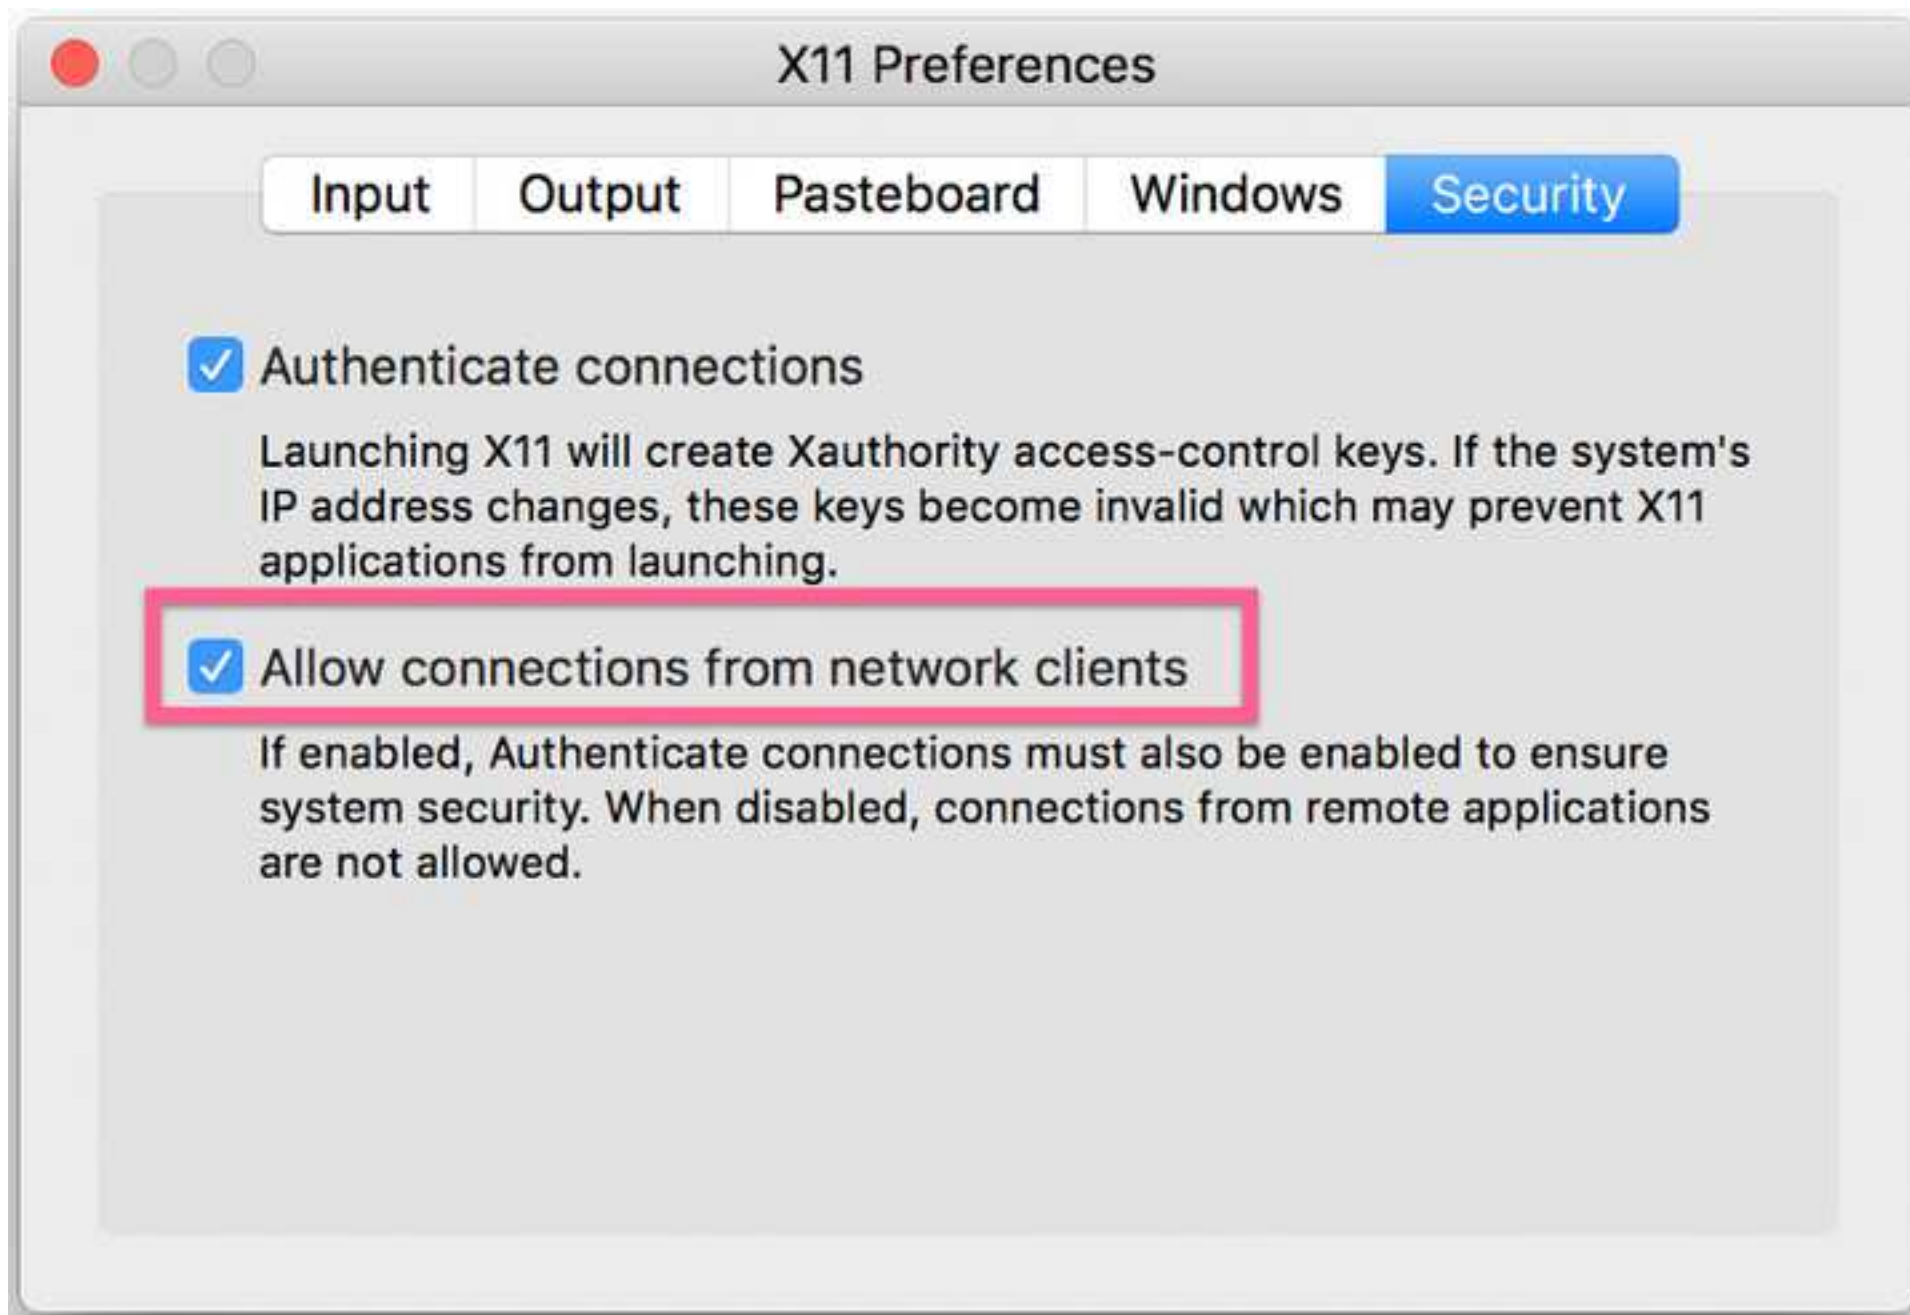 X11 Preferences
Input Output Pasteboard Windows Security
Authenticate connections
Launching X11 will create Xauthority access-control keys. If the system's
IP address changes, these keys become invalid which may prevent X11
applications from launching.
Allow connections from network clients
If enabled, Authenticate connections must also be enabled to ensure
system security. When disabled, connections from remote applications
are not allowed.